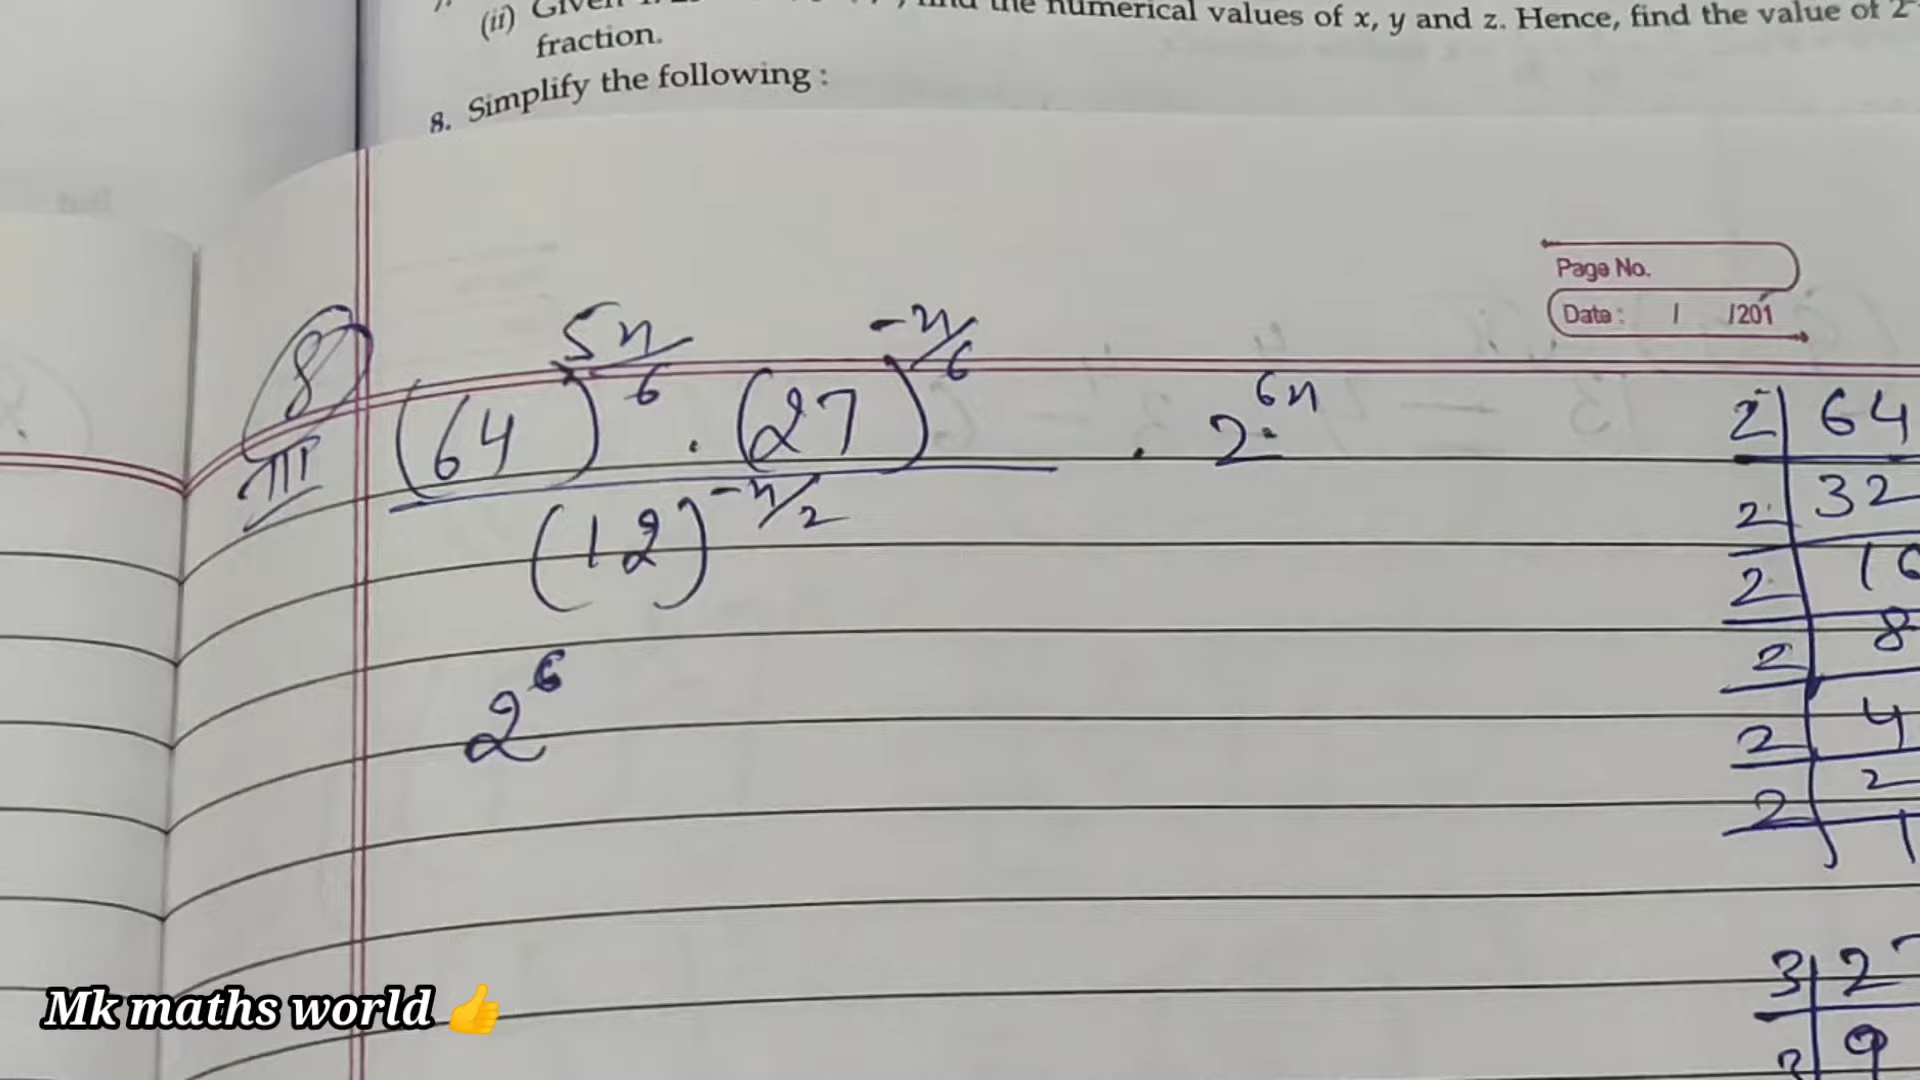 (ii) Given
the numerical values of x, y and z. Hence, find the value of 2
fraction.
8. Simplify the following :
Page No.
Date : / /201
8
III
(64)^5n/6 . (27)^-n/6 . 2^6n
(12)^-n/2
2^6
2 | 64
2 | 32
2 | 16
2 | 8
2 | 4
2 | 2
1
3 | 27
3 | 9
Mk maths world 👍